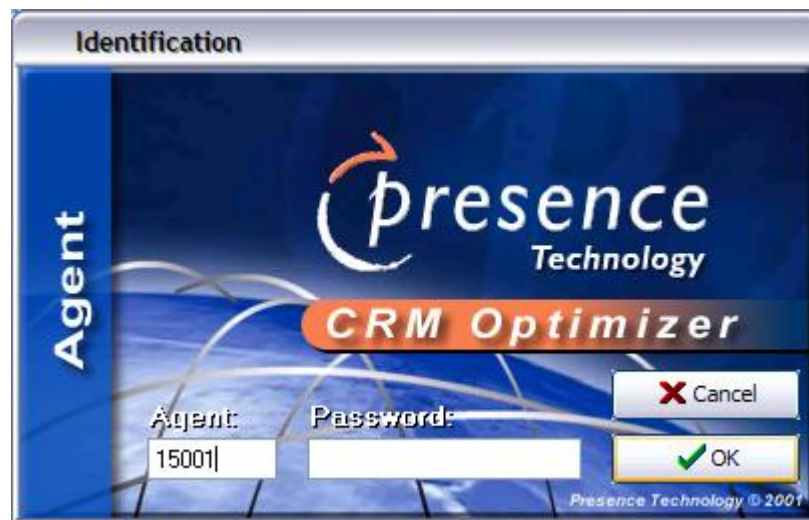 Identification
Agent
presence
Technology
CRM Optimizer
Cancel
Agent:
Password:
15001
OK
Presence Technology © 2001